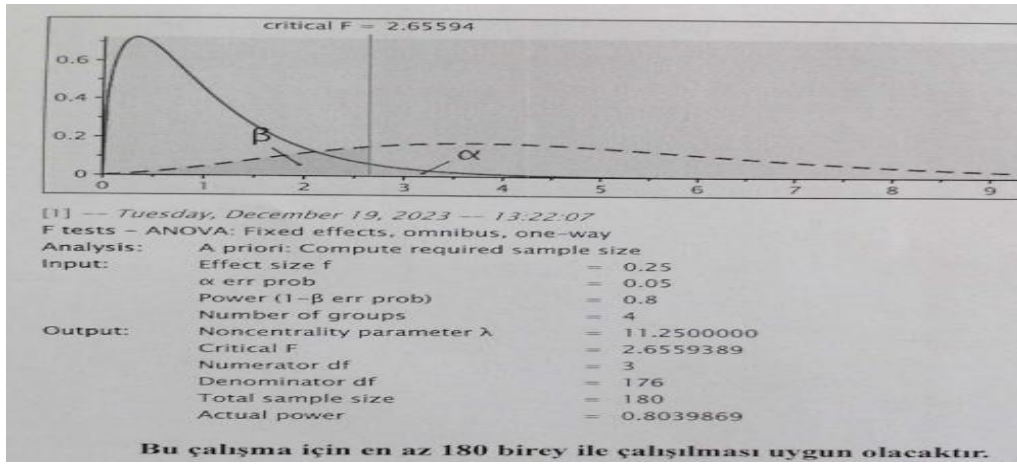 critical F = 2.65594
0.6
0.4
0.2
0
β
α
0 1 2 3 4 5 6 7 8 9
[1] -- Tuesday, December 19, 2023 -- 13:22:07
F tests - ANOVA: Fixed effects, omnibus, one-way
Analysis: A priori: Compute required sample size
Input: Effect size f = 0.25
α err prob = 0.05
Power (1-β err prob) = 0.8
Number of groups = 4
Output: Noncentrality parameter λ = 11.2500000
Critical F = 2.6559389
Numerator df = 3
Denominator df = 176
Total sample size = 180
Actual power = 0.8039869
Bu çalışma için en az 180 birey ile çalışılması uygun olacaktır.